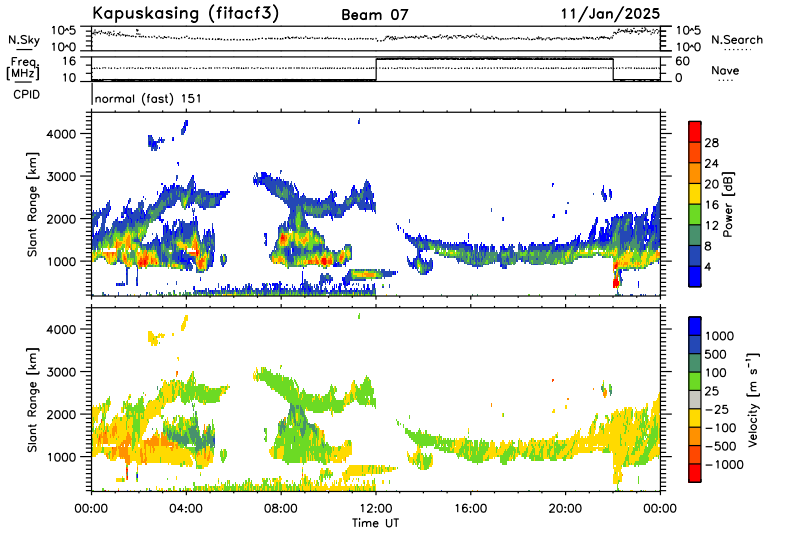 Kapuskasing (fitacf3) Beam 07 11/Jan/2025
N.Sky 10^5 10^0 10^5 10^0 N.Search
Freq. [MHz] 16 10 60 0 Nave
CPID normal (fast) 151
Slant Range [km] 4000 3000 2000 1000
Power [dB] 28 24 20 16 12 8 4
Slant Range [km] 4000 3000 2000 1000
Velocity [m s⁻¹] 1000 500 100 25 −25 −100 −500 −1000
00:00 04:00 08:00 12:00 16:00 20:00 00:00
Time UT